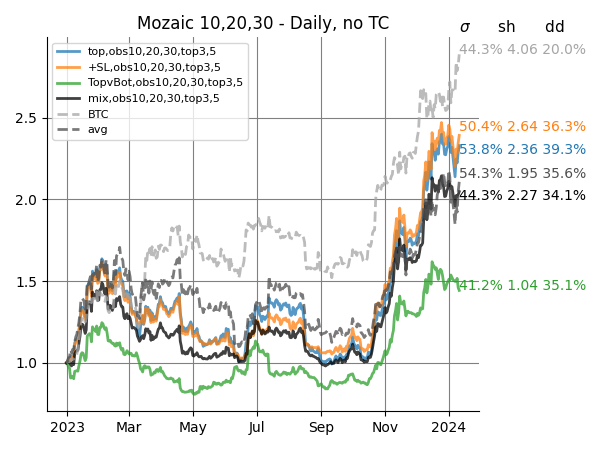 Mozaic 10,20,30 - Daily, no TC
σ sh dd
top,obs10,20,30,top3,5
+SL,obs10,20,30,top3,5
TopvBot,obs10,20,30,top3,5
mix,obs10,20,30,top3,5
BTC
avg
44.3% 4.06 20.0%
50.4% 2.64 36.3%
53.8% 2.36 39.3%
54.3% 1.95 35.6%
44.3% 2.27 34.1%
41.2% 1.04 35.1%
2.5
2.0
1.5
1.0
2023 Mar May Jul Sep Nov 2024